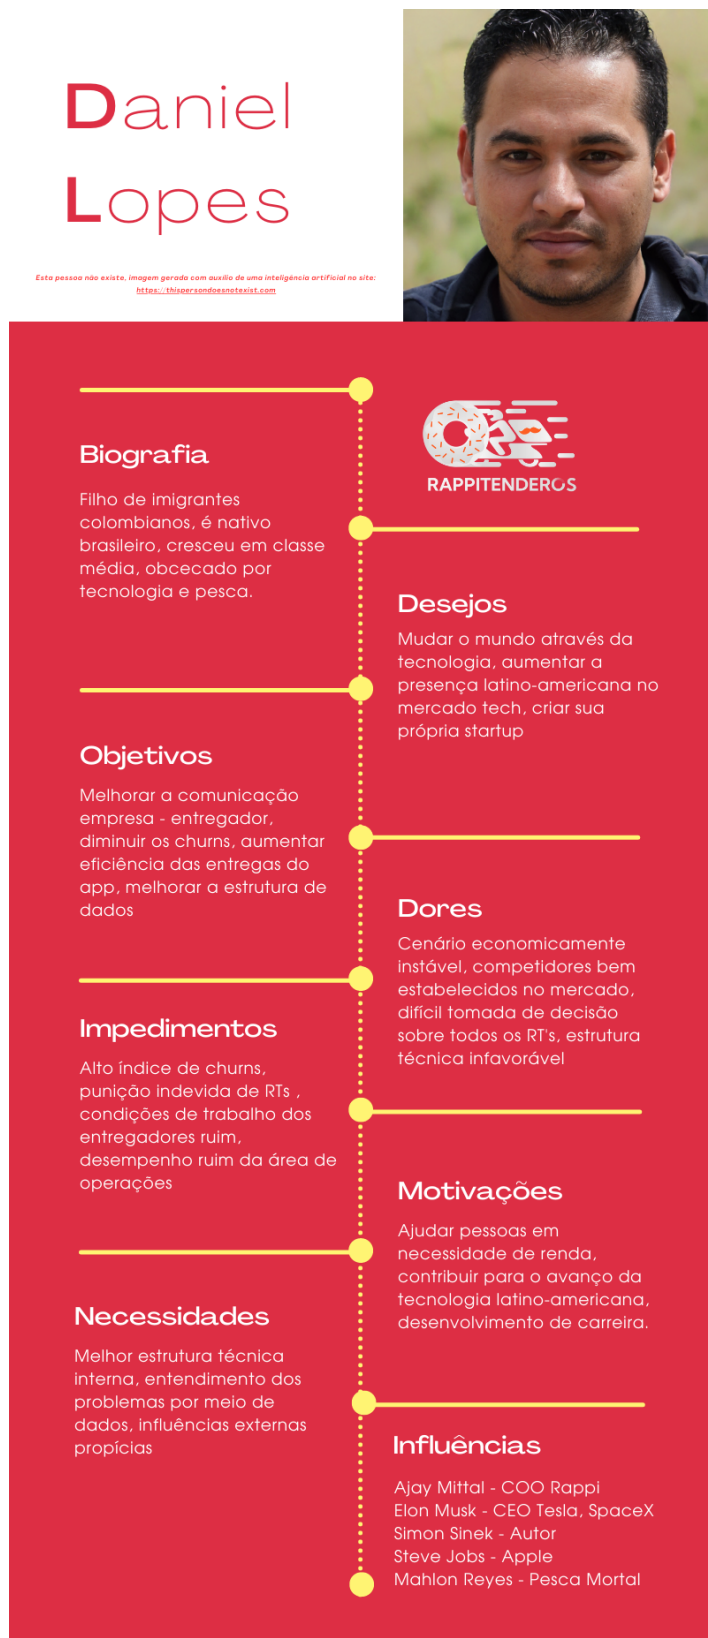 Daniel
Lopes
Esta pessoa não existe, imagem gerada com auxílio de uma inteligência artificial no site:
https://thispersondoesnotexist.com
RAPPITENDEROS
Biografia
Filho de imigrantes
colombianos, é nativo
brasileiro, cresceu em classe
média, obcecado por
tecnologia e pesca.
Desejos
Mudar o mundo através da
tecnologia, aumentar a
presença latino-americana no
mercado tech, criar sua
própria startup
Objetivos
Melhorar a comunicação
empresa - entregador,
diminuir os churns, aumentar
eficiência das entregas do
app, melhorar a estrutura de
dados
Dores
Cenário economicamente
instável, competidores bem
estabelecidos no mercado,
difícil tomada de decisão
sobre todos os RT's, estrutura
técnica infavorável
Impedimentos
Alto índice de churns,
punição indevida de RTs ,
condições de trabalho dos
entregadores ruim,
desempenho ruim da área de
operações
Motivações
Ajudar pessoas em
necessidade de renda,
contribuir para o avanço da
tecnologia latino-americana,
desenvolvimento de carreira.
Necessidades
Melhor estrutura técnica
interna, entendimento dos
problemas por meio de
dados, influências externas
propícias
Influências
Ajay Mittal - COO Rappi
Elon Musk - CEO Tesla, SpaceX
Simon Sinek - Autor
Steve Jobs - Apple
Mahlon Reyes - Pesca Mortal